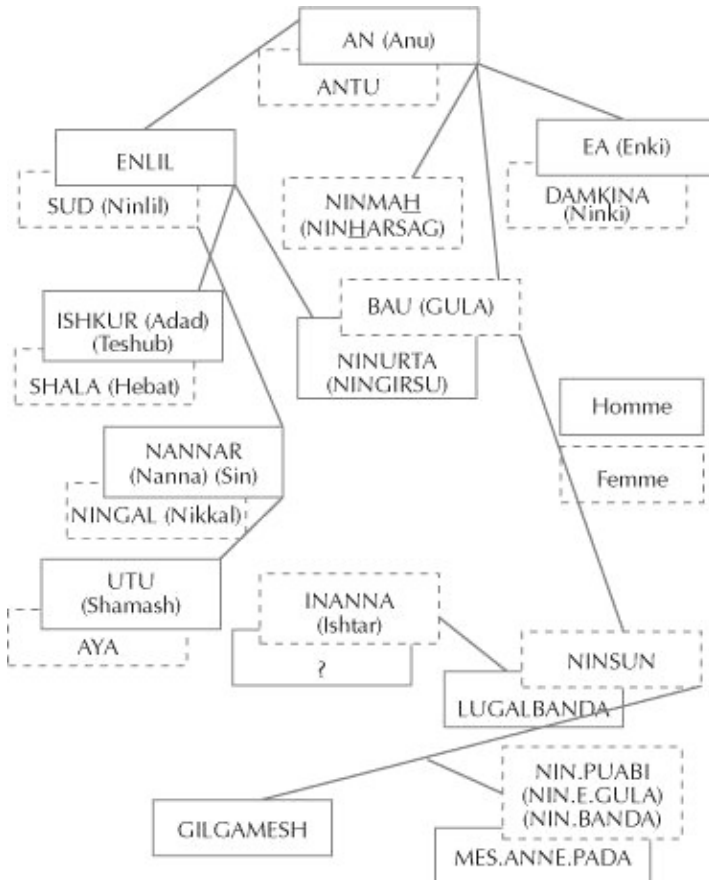 AN (Anu)
ANTU
ENLIL
SUD (Ninlil)
EA (Enki)
DAMKINA
(Ninki)
NINMAH̲
(NINH̲ARSAG)
BAU (GULA)
NINURTA
(NINGIRSU)
ISHKUR (Adad)
(Teshub)
SHALA (Hebat)
Homme
Femme
NANNAR
(Nanna) (Sin)
NINGAL (Nikkal)
UTU
(Shamash)
AYA
INANNA
(Ishtar)
?
NINSUN
LUGALBANDA
NIN.PUABI
(NIN.E.GULA)
(NIN.BANDA)
MES.ANNE.PADA
GILGAMESH